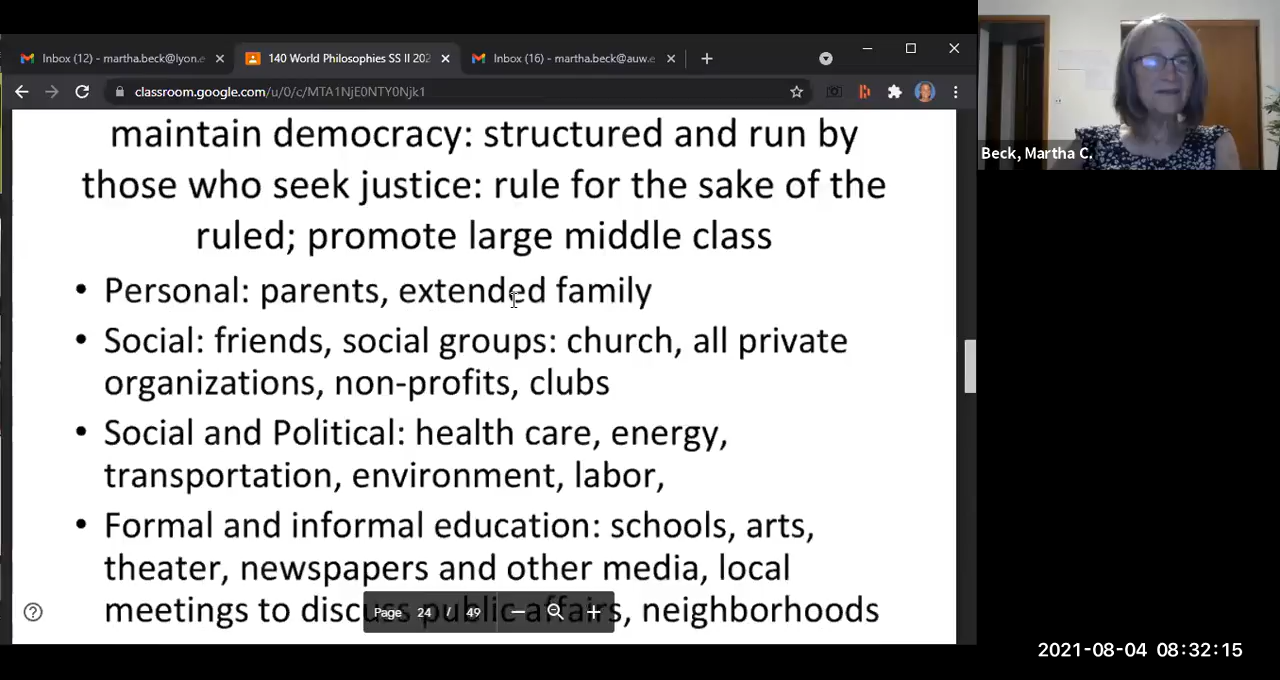 Inbox (12) - martha.beck@lyon.e
140 World Philosophies SS II 202
Inbox (16) - martha.beck@auw.e
classroom.google.com/u/0/c/MTA1NjE0NTY0Njk1
maintain democracy: structured and run by
those who seek justice: rule for the sake of the
ruled; promote large middle class
• Personal: parents, extended family
• Social: friends, social groups: church, all private
organizations, non-profits, clubs
• Social and Political: health care, energy,
transportation, environment, labor,
• Formal and informal education: schools, arts,
theater, newspapers and other media, local
meetings to discuss public affairs, neighborhoods
Page 24 / 49
Beck, Martha C.
2021-08-04 08:32:15